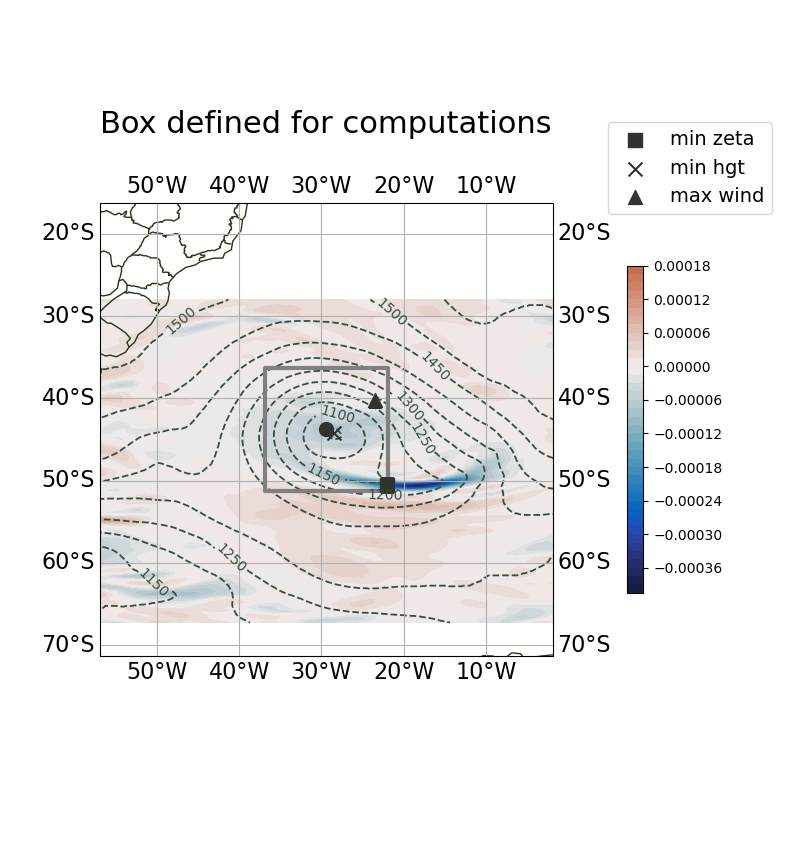 Box defined for computations
min zeta
min hgt
max wind
50°W 40°W 30°W 20°W 10°W
20°S 20°S
30°S 30°S
40°S 40°S
50°S 50°S
60°S 60°S
70°S 70°S
50°W 40°W 30°W 20°W 10°W
1500
1500
1450
1300
1100
1250
1150
1200
1250
1150
0.00018
0.00012
0.00006
0.00000
−0.00006
−0.00012
−0.00018
−0.00024
−0.00030
−0.00036